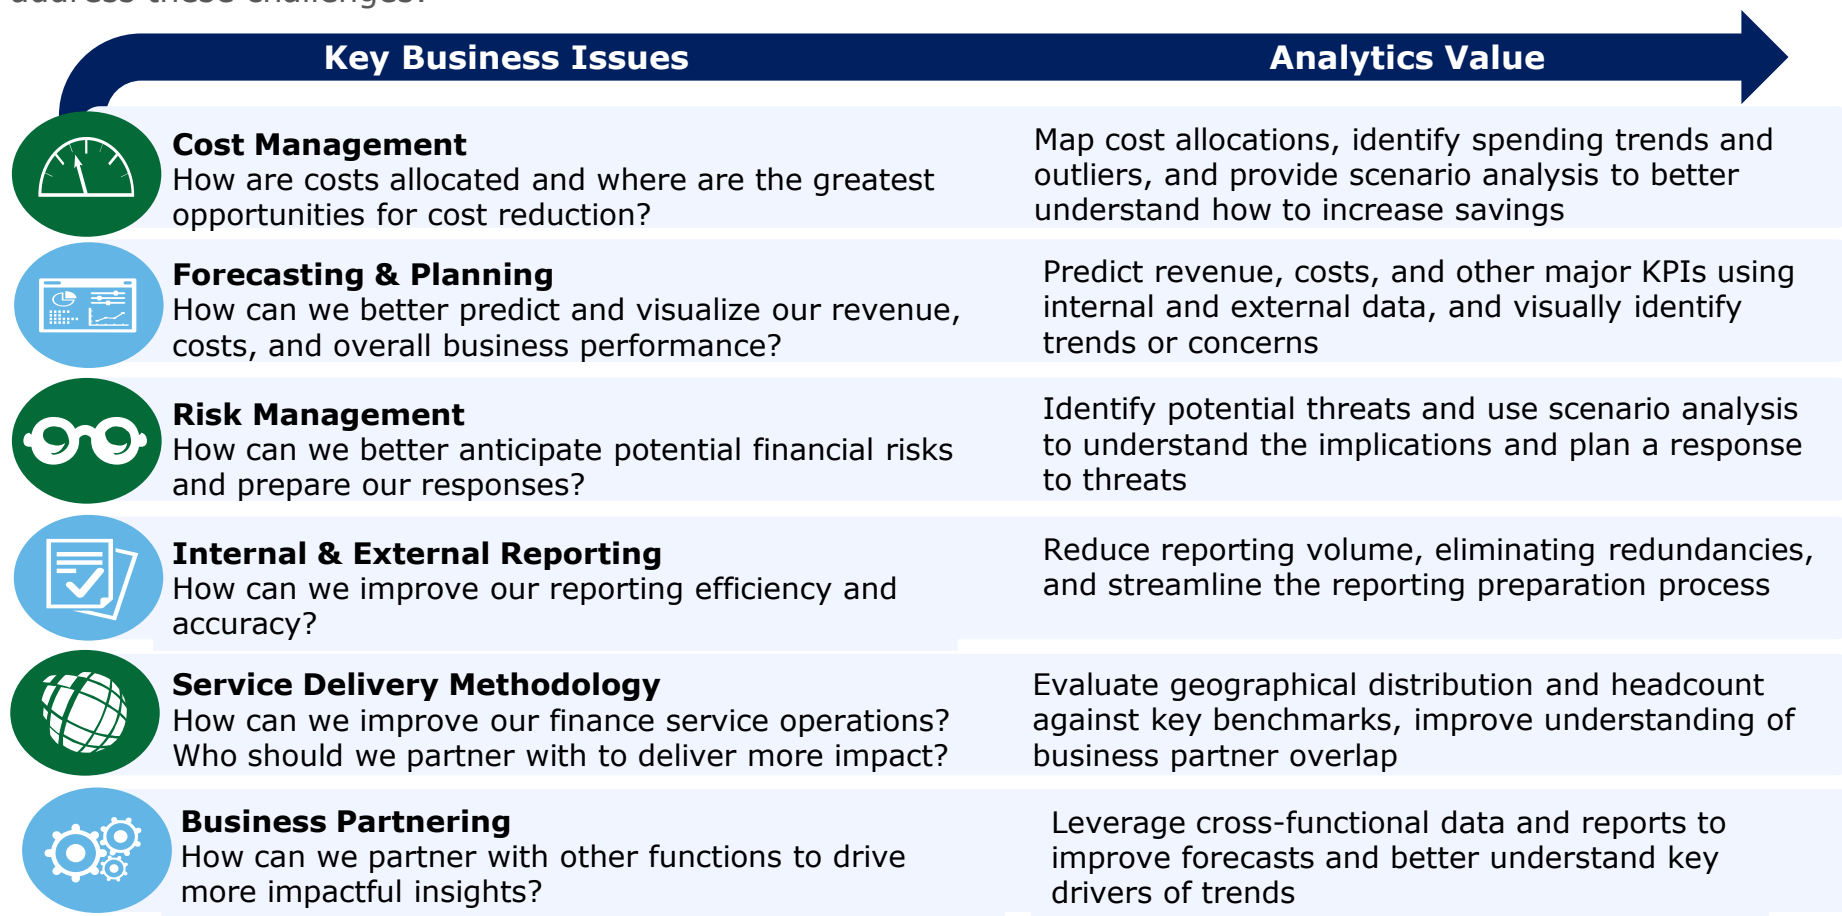 address these challenges.
Key Business Issues
Analytics Value
Cost Management
How are costs allocated and where are the greatest
opportunities for cost reduction?
Map cost allocations, identify spending trends and
outliers, and provide scenario analysis to better
understand how to increase savings
Forecasting & Planning
How can we better predict and visualize our revenue,
costs, and overall business performance?
Predict revenue, costs, and other major KPIs using
internal and external data, and visually identify
trends or concerns
Risk Management
How can we better anticipate potential financial risks
and prepare our responses?
Identify potential threats and use scenario analysis
to understand the implications and plan a response
to threats
Internal & External Reporting
How can we improve our reporting efficiency and
accuracy?
Reduce reporting volume, eliminating redundancies,
and streamline the reporting preparation process
Service Delivery Methodology
How can we improve our finance service operations?
Who should we partner with to deliver more impact?
Evaluate geographical distribution and headcount
against key benchmarks, improve understanding of
business partner overlap
Business Partnering
How can we partner with other functions to drive
more impactful insights?
Leverage cross-functional data and reports to
improve forecasts and better understand key
drivers of trends